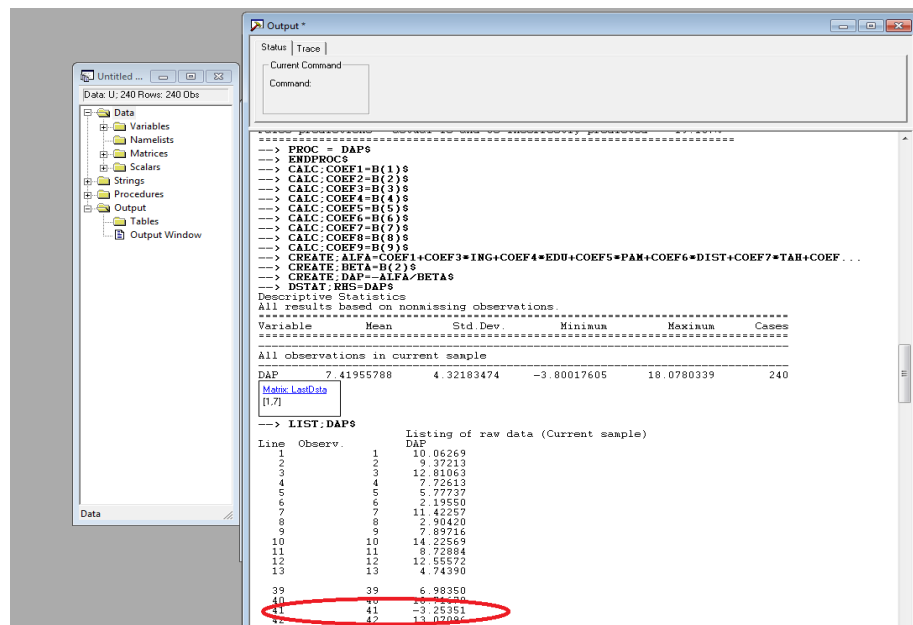 Output *
Status Trace
Current Command
Command:
Untitled ...
Data: U; 240 Rows: 240 Obs
Data
Variables
Namelists
Matrices
Scalars
Strings
Procedures
Output
Tables
Output Window
Data
--> PROC = DAP$
--> ENDPROC$
--> CALC;COEF1=B(1)$
--> CALC;COEF2=B(2)$
--> CALC;COEF3=B(3)$
--> CALC;COEF4=B(4)$
--> CALC;COEF5=B(5)$
--> CALC;COEF6=B(6)$
--> CALC;COEF7=B(7)$
--> CALC;COEF8=B(8)$
--> CALC;COEF9=B(9)$
--> CREATE;ALFA=COEF1+COEF3*ING+COEF4*EDU+COEF5*PAM+COEF6*DIST+COEF7*TAH+COEF...
--> CREATE;BETA=B(2)$
--> CREATE;DAP=-ALFA/BETA$
--> DSTAT;RHS=DAP$
Descriptive Statistics
All results based on nonmissing observations.
Variable Mean Std.Dev. Minimum Maximum Cases
All observations in current sample
DAP 7.41955788 4.32183474 -3.80017605 18.0780339 240
Matrix: LastDsta
[1,7]
--> LIST;DAP$
Listing of raw data (Current sample)
Line Observ. DAP
1 1 10.06269
2 2 9.37213
3 3 12.81063
4 4 7.72613
5 5 5.77737
6 6 2.19550
7 7 11.42257
8 8 2.90420
9 9 7.89716
10 10 14.22569
11 11 8.72884
12 12 12.55572
13 13 4.74390
39 39 6.98350
40 40
41 41 -3.25351
42 42 13.07096